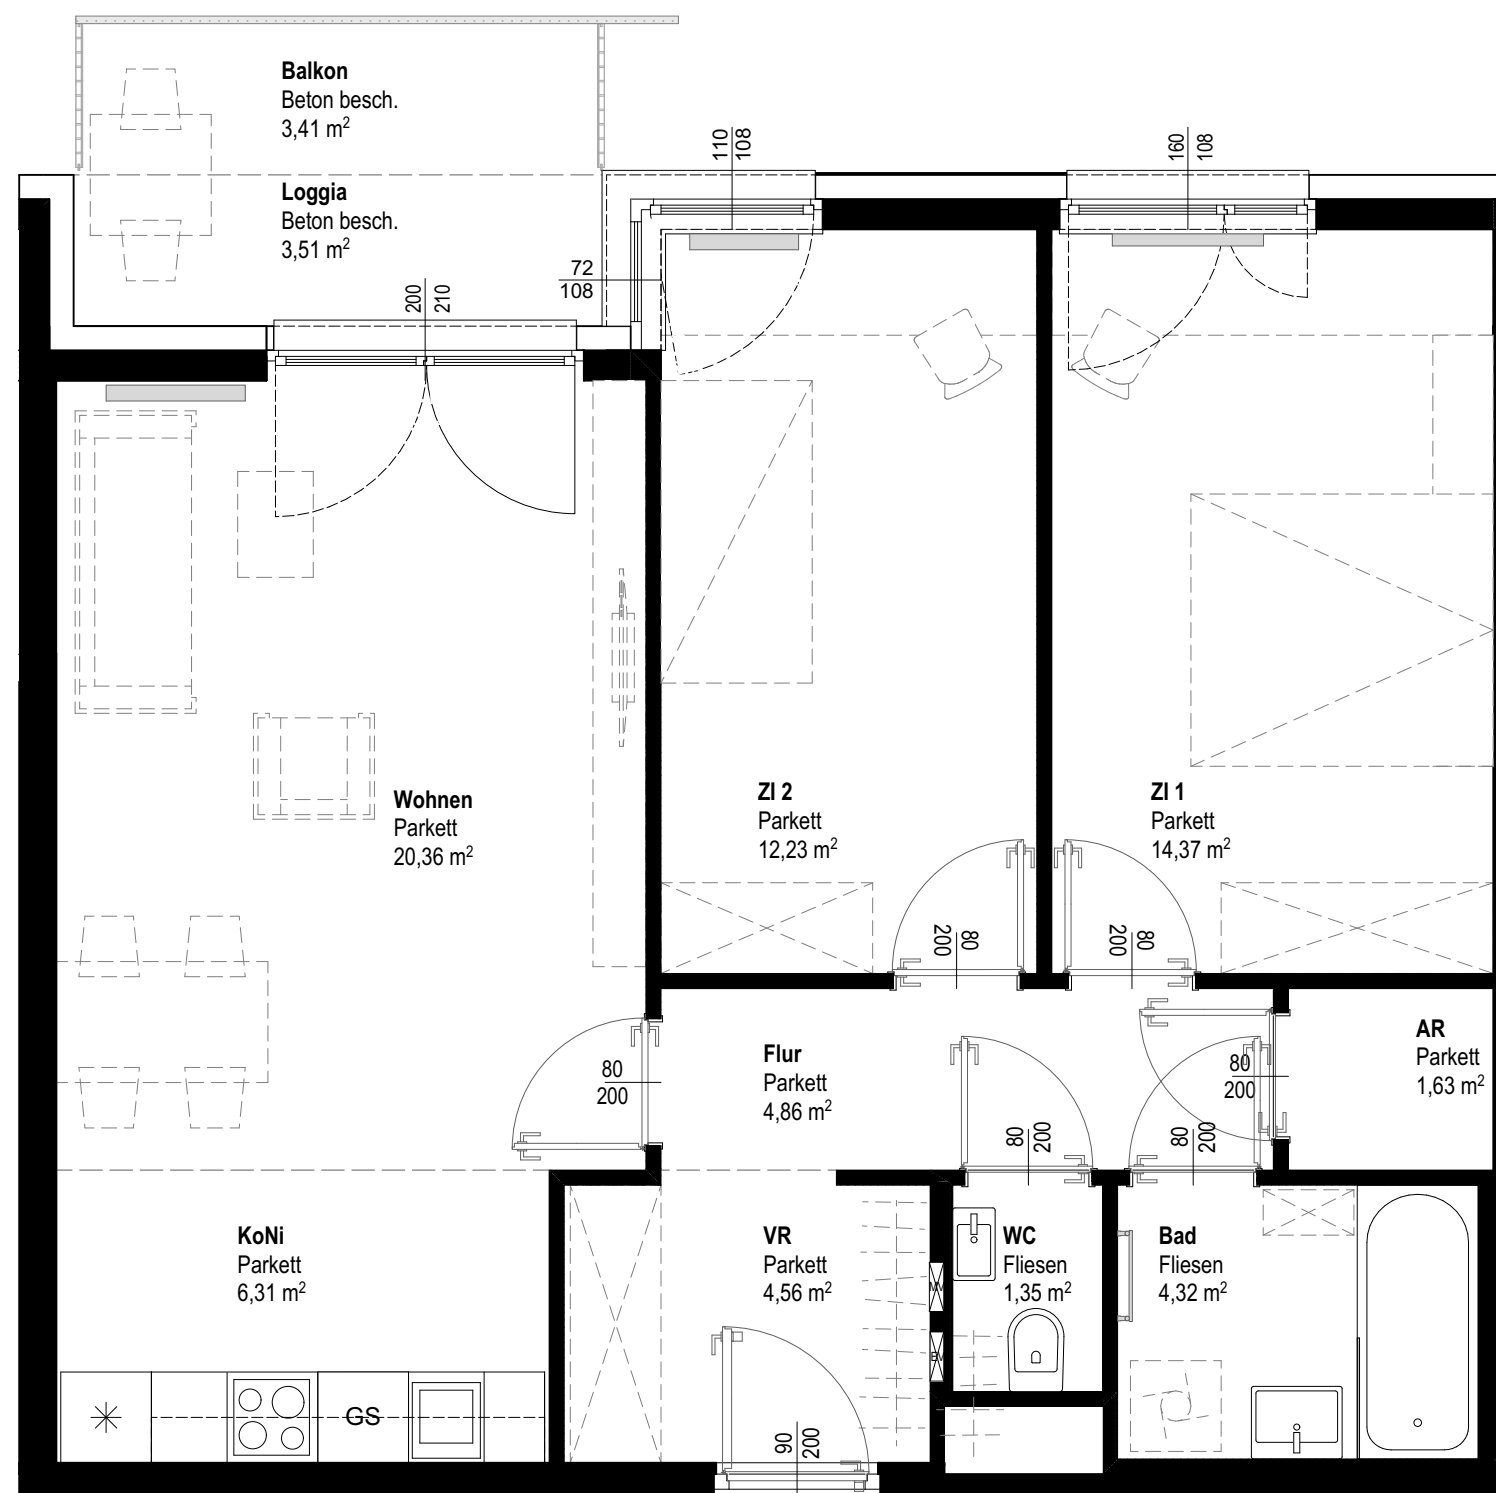 Balkon
Beton besch.
3,41 m²
110
108
160
108
Loggia
Beton besch.
3,51 m²
72
108
200
210
Wohnen
Parkett
20,36 m²
ZI 2
Parkett
12,23 m²
ZI 1
Parkett
14,37 m²
80
200
80
200
Flur
Parkett
4,86 m²
80
200
80
200
AR
Parkett
1,63 m²
80
200
80
200
KoNi
Parkett
6,31 m²
VR
Parkett
4,56 m²
WC
Fliesen
1,35 m²
Bad
Fliesen
4,32 m²
GS
90
200